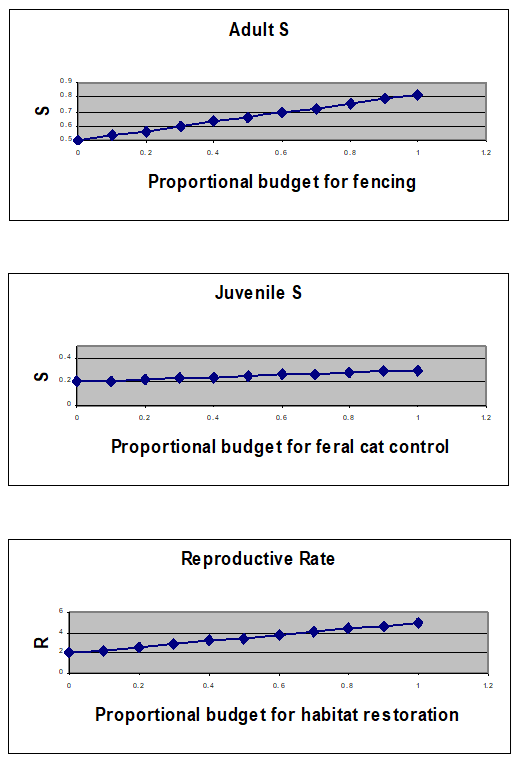 Adult S
0.9
0.8
0.7
0.6
0.5
S
0 0.2 0.4 0.6 0.8 1 1.2
Proportional budget for fencing
Juvenile S
0.4
0.2
0
S
0 0.2 0.4 0.6 0.8 1 1.2
Proportional budget for feral cat control
Reproductive Rate
6
4
2
0
R
0 0.2 0.4 0.6 0.8 1 1.2
Proportional budget for habitat restoration